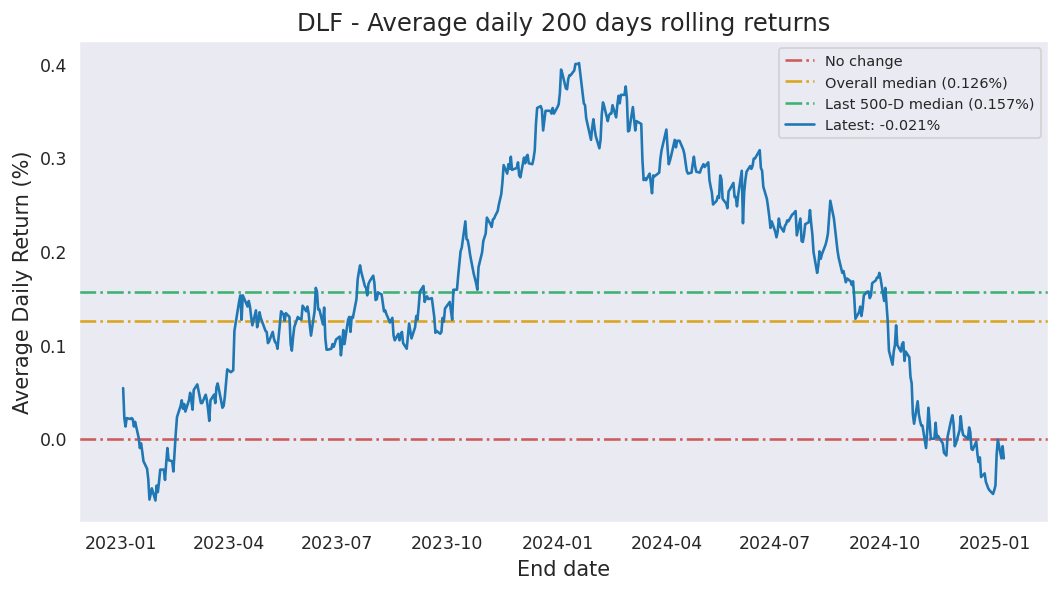 DLF - Average daily 200 days rolling returns
No change
Overall median (0.126%)
Last 500-D median (0.157%)
Latest: -0.021%
Average Daily Return (%)
0.4
0.3
0.2
0.1
0.0
2023-01 2023-04 2023-07 2023-10 2024-01 2024-04 2024-07 2024-10 2025-01
End date